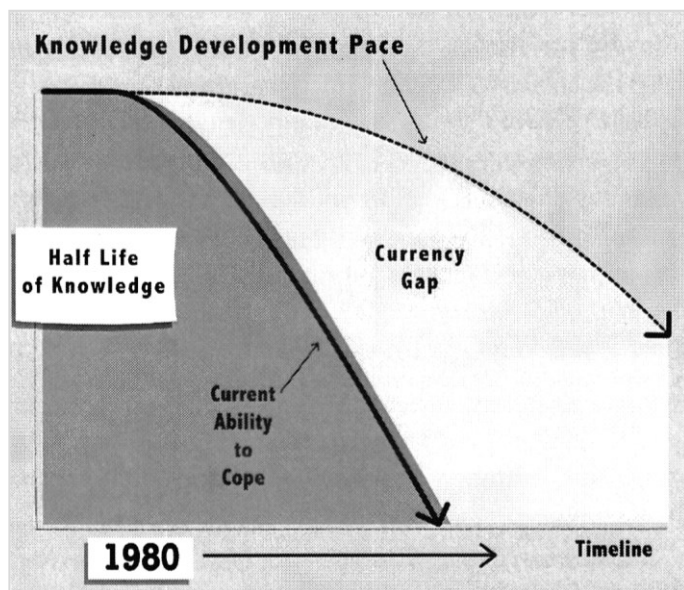 Knowledge Development Pace
Half Life
of Knowledge
Currency
Gap
Current
Ability
to
Cope
1980
Timeline